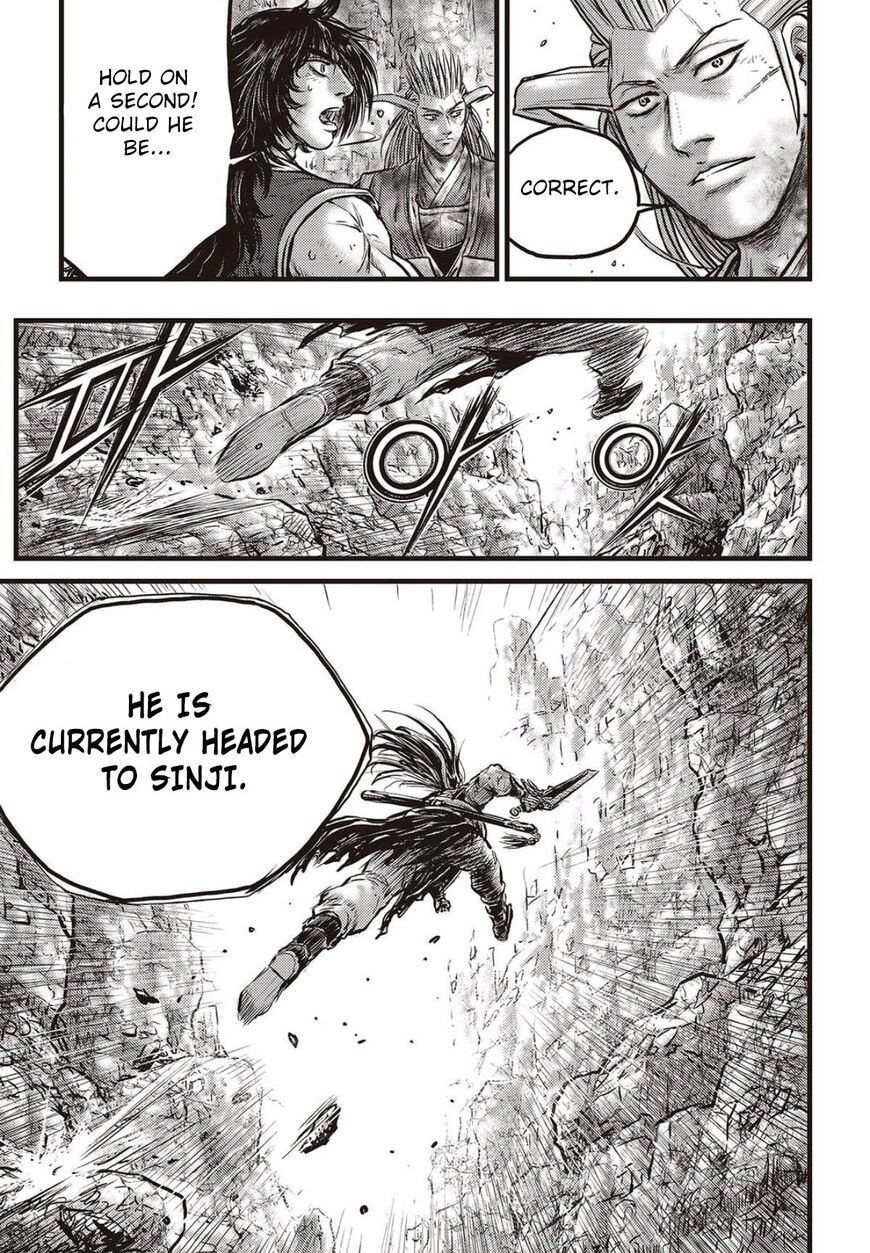 HOLD ON
A SECOND!
COULD HE
BE...
CORRECT.
HE IS
CURRENTLY HEADED
TO SINJI.